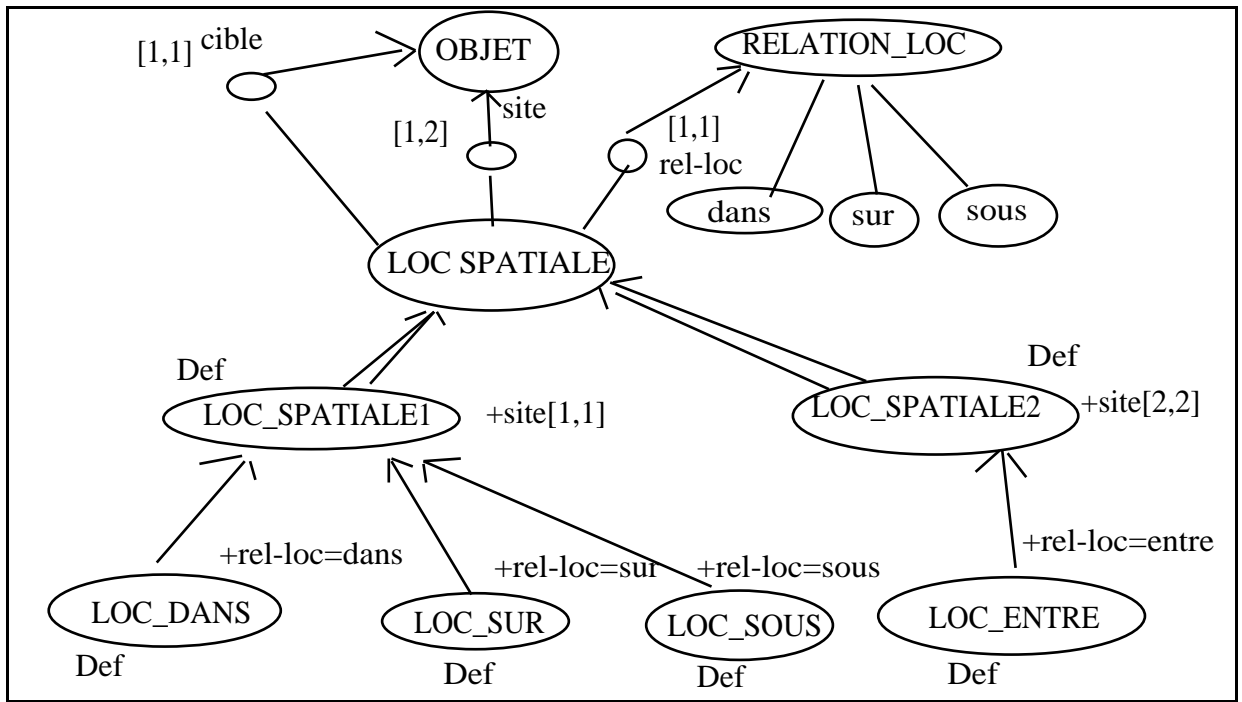 [1,1] cible
OBJET
RELATION_LOC
site
[1,2]
[1,1]
rel-loc
dans
sur
sous
LOC SPATIALE
Def
Def
LOC_SPATIALE1
+site[1,1]
LOC_SPATIALE2
+site[2,2]
+rel-loc=dans
+rel-loc=sur
+rel-loc=sous
+rel-loc=entre
LOC_DANS
LOC_SUR
LOC_SOUS
LOC_ENTRE
Def
Def
Def
Def